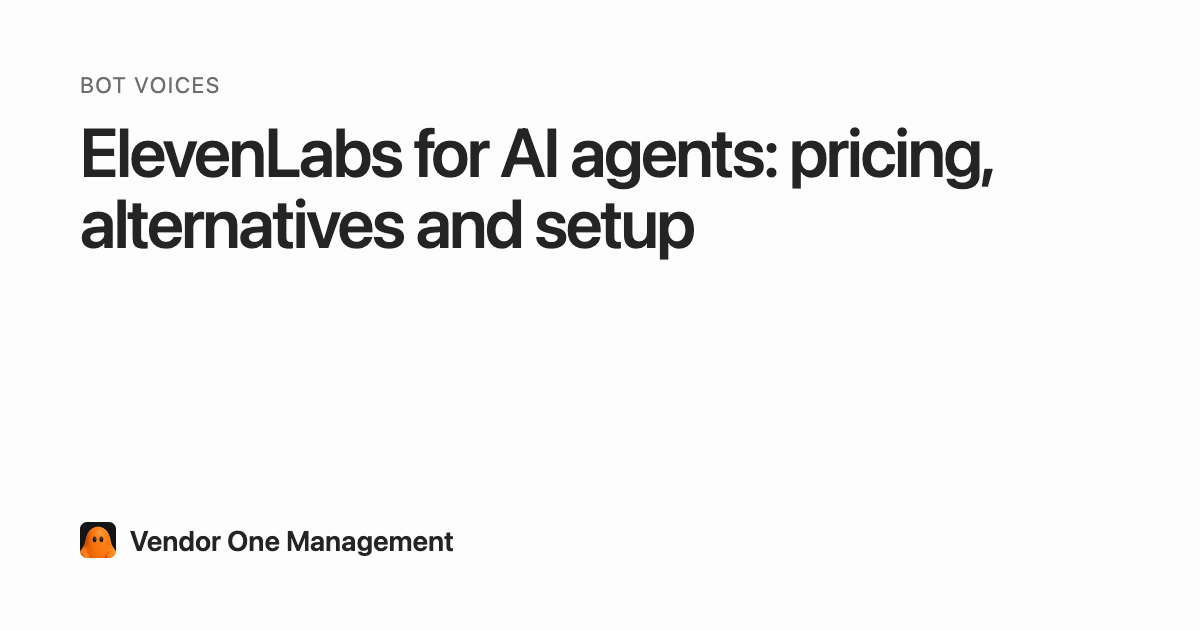 BOT VOICES
ElevenLabs for AI agents: pricing,
alternatives and setup
Vendor One Management